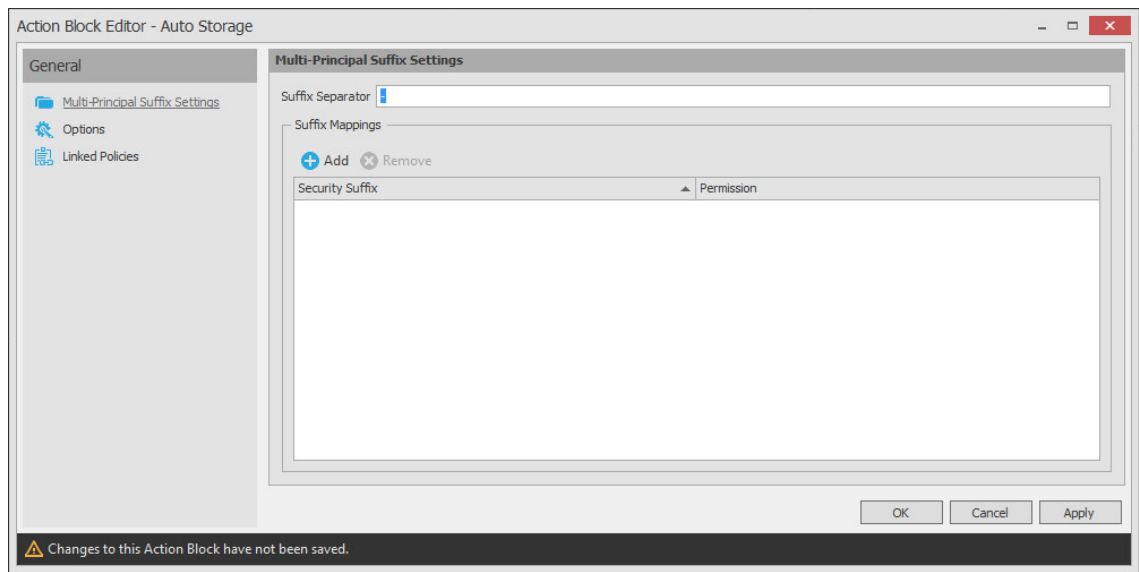 Action Block Editor - Auto Storage
General
Multi-Principal Suffix Settings
Options
Linked Policies
Multi-Principal Suffix Settings
Suffix Separator -
Suffix Mappings
Add Remove
Security Suffix Permission
OK Cancel Apply
Changes to this Action Block have not been saved.